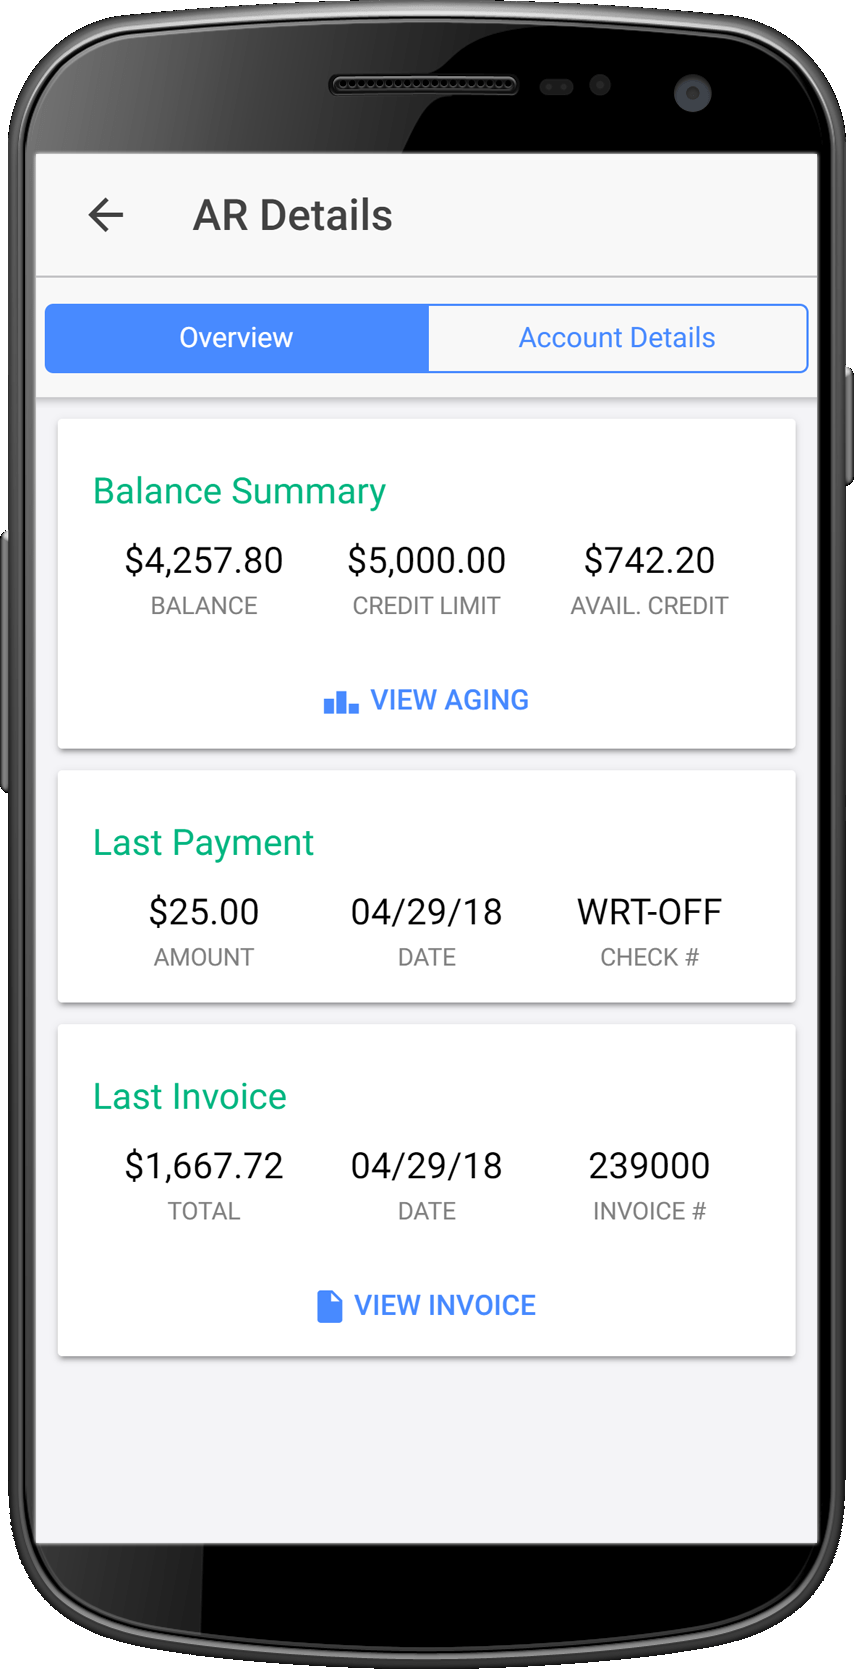 AR Details
Overview Account Details
Balance Summary
$4,257.80 $5,000.00 $742.20
BALANCE CREDIT LIMIT AVAIL. CREDIT
VIEW AGING
Last Payment
$25.00 04/29/18 WRT-OFF
AMOUNT DATE CHECK #
Last Invoice
$1,667.72 04/29/18 239000
TOTAL DATE INVOICE #
VIEW INVOICE